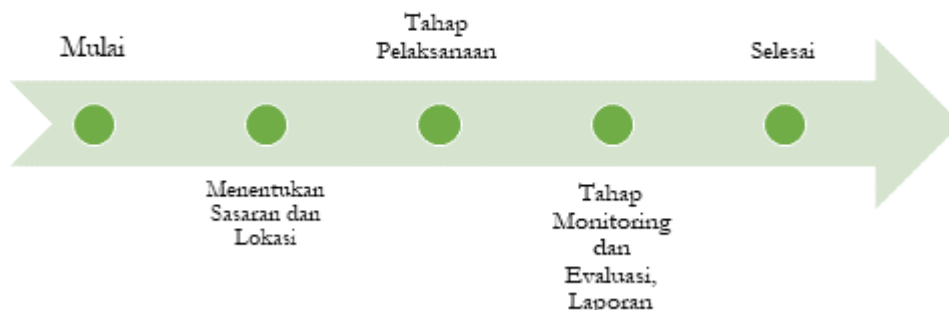 Mulai
Menentukan
Sasaran dan
Lokasi
Tahap
Pelaksanaan
Tahap
Monitoring
dan
Evaluasi,
Laporan
Selesai